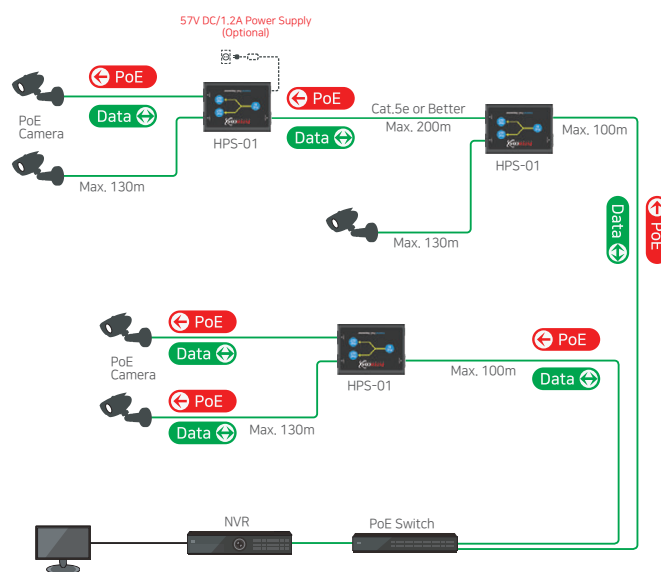 57V DC/1.2A Power Supply
(Optional)
PoE
Data
PoE
Camera
HPS-01
Max. 130m
PoE
Data
Cat.5e or Better
Max. 200m
HPS-01
Max. 100m
Max. 130m
Data
PoE
PoE
Data
PoE
Camera
PoE
Data
Max. 130m
HPS-01
Max. 100m
PoE
Data
NVR
PoE Switch